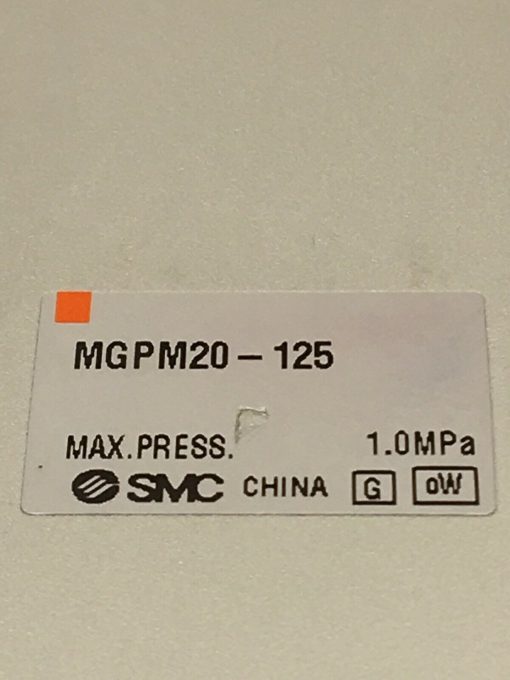 MGPM20-125
MAX.PRESS. 1.0MPa
SMC CHINA G oW